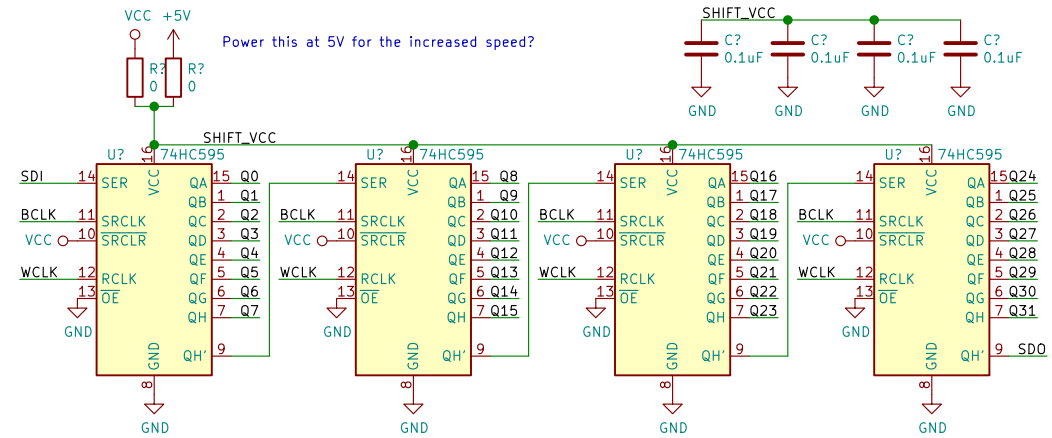 VCC +5V
SHIFT_VCC
Power this at 5V for the increased speed?
R? R?
0 0
C? C? C? C?
0.1uF 0.1uF 0.1uF 0.1uF
GND GND GND GND
SHIFT_VCC
U? 16 74HC595 U? 16 74HC595 U? 16 74HC595 U? 16 74HC595
VCC VCC VCC VCC
SDI 14 SER QA 15 Q0 14 SER QA 15 Q8 14 SER QA 15 Q16 14 SER QA 15 Q24
QB 1 Q1 QB 1 Q9 QB 1 Q17 QB 1 Q25
BCLK 11 SRCLK QC 2 Q2 BCLK 11 SRCLK QC 2 Q10 BCLK 11 SRCLK QC 2 Q18 BCLK 11 SRCLK QC 2 Q26
VCC 10 SRCLR QD 3 Q3 VCC 10 SRCLR QD 3 Q11 VCC 10 SRCLR QD 3 Q19 VCC 10 SRCLR QD 3 Q27
QE 4 Q4 QE 4 Q12 QE 4 Q20 QE 4 Q28
WCLK 12 RCLK QF 5 Q5 WCLK 12 RCLK QF 5 Q13 WCLK 12 RCLK QF 5 Q21 WCLK 12 RCLK QF 5 Q29
13 OE QG 6 Q6 13 OE QG 6 Q14 13 OE QG 6 Q22 13 OE QG 6 Q30
QH 7 Q7 QH 7 Q15 QH 7 Q23 QH 7 Q31
GND GND GND GND
GND QH' 9 GND QH' 9 GND QH' 9 GND QH' 9 SDO
8 8 8 8
GND GND GND GND